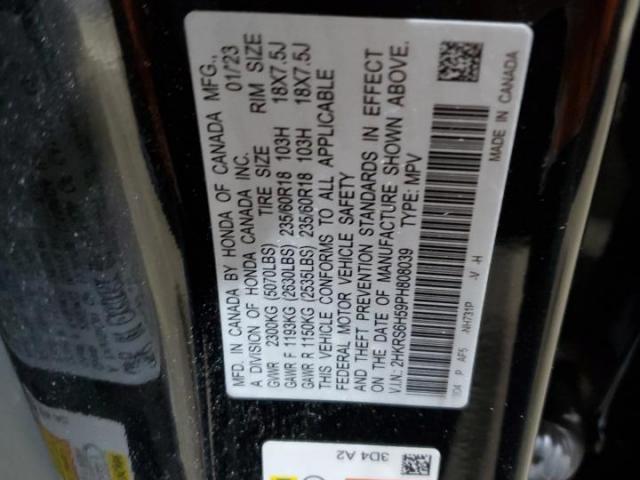 MADE IN CANADA BY HONDA OF CANADA MFG.,
A DIVISION OF HONDA CANADA INC. 01/23
TIRE SIZE RIM SIZE
GVWR 2300KG (5070LBS)
GAWR F 1193KG (2630LBS) 235/60R18 103H 18X7.5J
GAWR R 1150KG (2535LBS) 235/60R18 103H 18X7.5J
THIS VEHICLE CONFORMS TO ALL APPLICABLE
FEDERAL MOTOR VEHICLE SAFETY
AND THEFT PREVENTION STANDARDS IN EFFECT
ON THE DATE OF MANUFACTURE SHOWN ABOVE.
V.I.N.: 2HKRS6H59PH808039 TYPE: MPV
P AF5 NH731P -V -H
MADE IN CANADA
3D4 A2